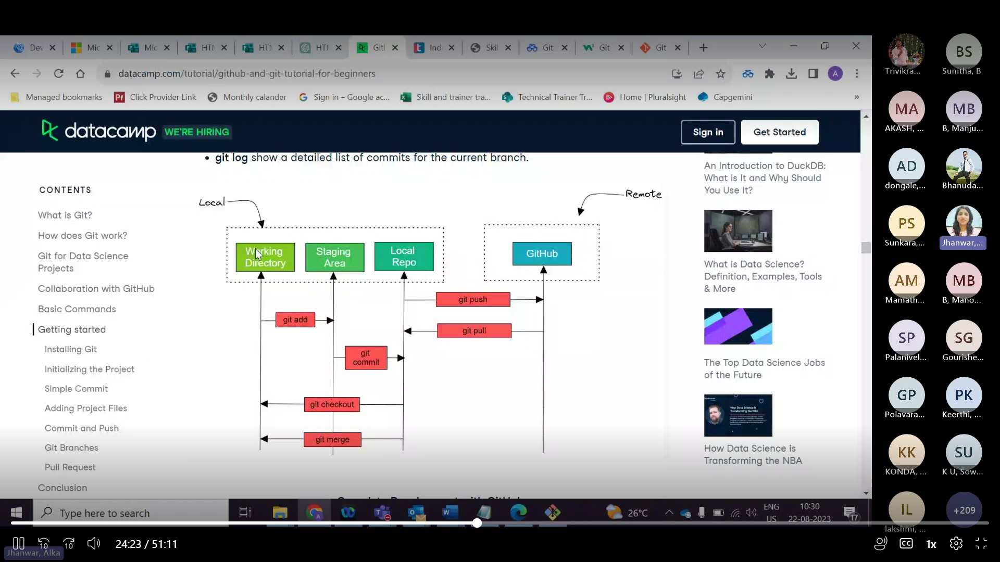 Dev
Mic
Mic
HTN
HTN
HTN
Git
Ind
Skil
Git
Git
Git
datacamp.com/tutorial/github-and-git-tutorial-for-beginners
A
Managed bookmarks
Click Provider Link
Monthly calander
Sign in – Google ac...
Skill and trainer tra...
Technical Trainer Tr...
Home | Pluralsight
Capgemini
»
datacamp WE'RE HIRING
Sign in
Get Started
• git log show a detailed list of commits for the current branch.
CONTENTS
What is Git?
How does Git work?
Git for Data Science
Projects
Collaboration with GitHub
Basic Commands
Getting started
Installing Git
Initializing the Project
Simple Commit
Adding Project Files
Commit and Push
Git Branches
Pull Request
Conclusion
Local
Remote
Working
Directory
Staging
Area
Local
Repo
GitHub
git push
git add
git pull
git
commit
git checkout
git merge
An Introduction to DuckDB:
What is It and Why Should
You Use It?
What is Data Science?
Definition, Examples, Tools
& More
The Top Data Science Jobs
of the Future
How Data Science is
Transforming the NBA
Type here to search
26°C
ENG
US
10:30
22-08-2023
17
24:23 / 51:11
Jhanwar, Alka
10
10
CC
1x
Trivikra...
BS
Sunitha, B
MA
AKASH, ...
MB
B, Manju...
AD
dongale,...
Bhanuda...
PS
Sunkara,...
Jhanwar,...
AM
Mamath...
MB
B, Mano...
SP
Palanivel...
SG
Gourishe...
GP
Polavara...
PK
Keerthi, ...
KK
KONDA, ...
SU
K U, Sow...
IL
lakshmi, ...
+209